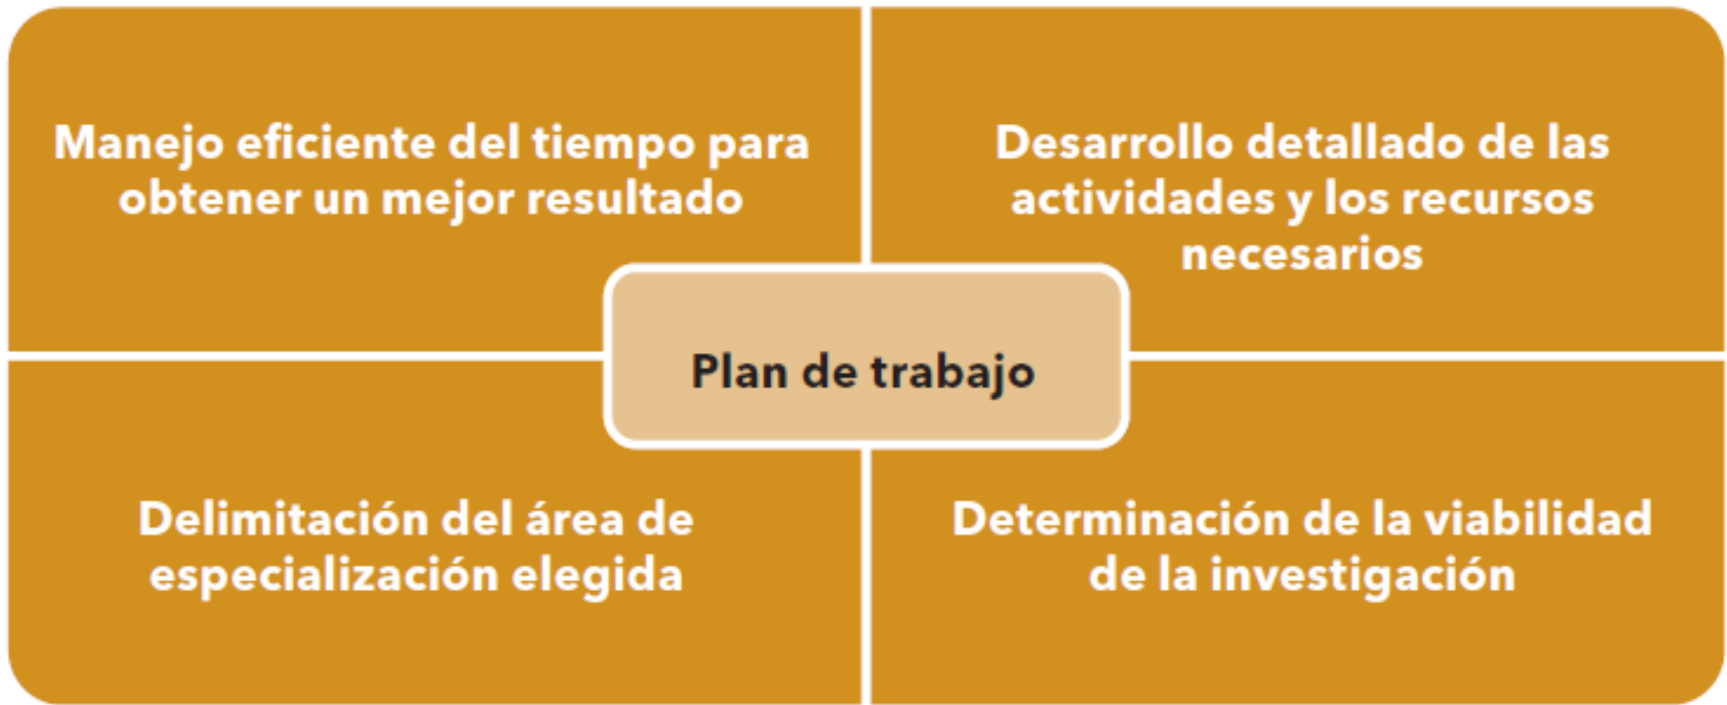 Manejo eficiente del tiempo para
obtener un mejor resultado
Desarrollo detallado de las
actividades y los recursos
necesarios
Plan de trabajo
Delimitación del área de
especialización elegida
Determinación de la viabilidad
de la investigación